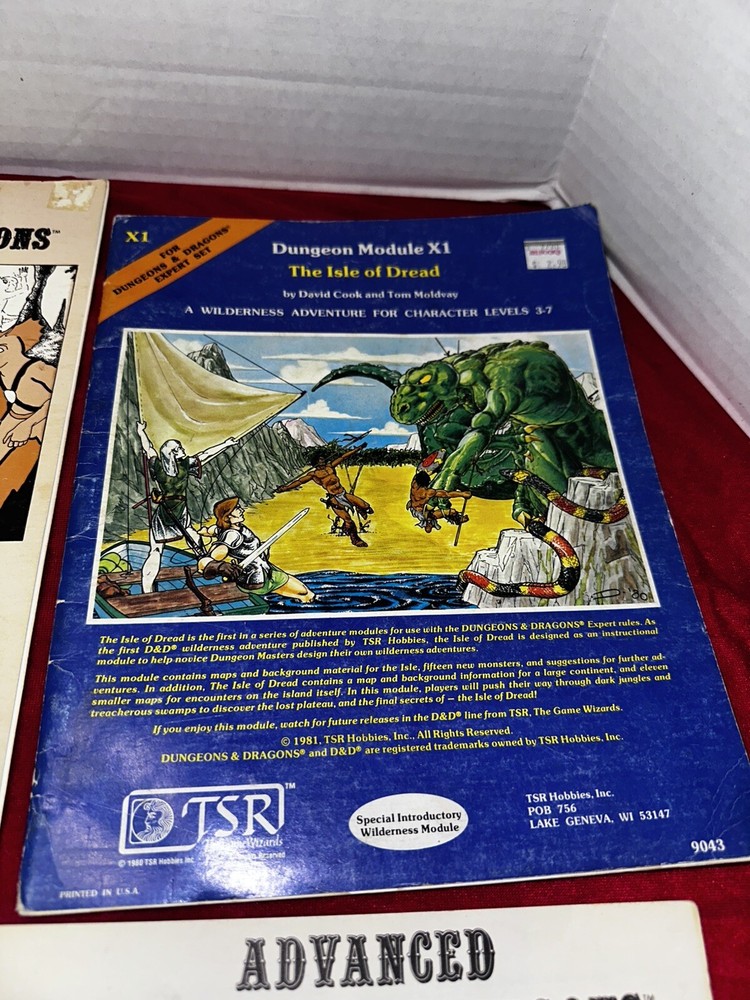 ONS™
X1
FOR
DUNGEONS & DRAGONS®
EXPERT SET
Dungeon Module X1
The Isle of Dread
by David Cook and Tom Moldvay
A WILDERNESS ADVENTURE FOR CHARACTER LEVELS 3-7
The Isle of Dread is the first in a series of adventure modules for use with the DUNGEONS & DRAGONS® Expert rules. As
the first D&D® wilderness adventure published by TSR Hobbies, the Isle of Dread is designed as an instructional
module to help novice Dungeon Masters design their own wilderness adventures.
This module contains maps and background material for the Isle, fifteen new monsters, and suggestions for further ad-
ventures. In addition, The Isle of Dread contains a map and background information for a large continent, and eleven
smaller maps for encounters on the island itself. In this module, players will push their way through dark jungles and
treacherous swamps to discover the lost plateau, and the final secrets of — the Isle of Dread!
If you enjoy this module, watch for future releases in the D&D® line from TSR, The Game Wizards.
© 1981, TSR Hobbies, Inc., All Rights Reserved.
DUNGEONS & DRAGONS® and D&D® are registered trademarks owned by TSR Hobbies, Inc.
TSR™
Wizards
© 1980 TSR Hobbies Inc. Reserved
Special Introductory
Wilderness Module
TSR Hobbies, Inc.
POB 756
LAKE GENEVA, WI 53147
9043
PRINTED IN U.S.A.
ADVANCED